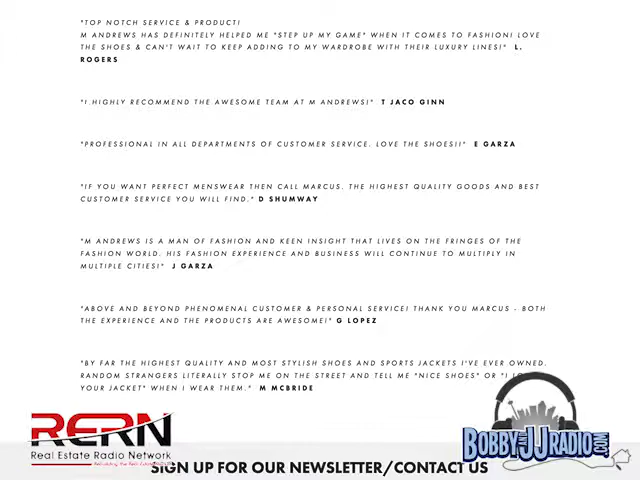 "TOP NOTCH SERVICE & PRODUCT!
M ANDREWS HAS DEFINITELY HELPED ME "STEP UP MY GAME" WHEN IT COMES TO FASHION! LOVE
THE SHOES & CAN'T WAIT TO KEEP ADDING TO MY WARDROBE WITH THEIR LUXURY LINES!" L.
ROGERS
"I HIGHLY RECOMMEND THE AWESOME TEAM AT M ANDREWS!" T JACO GINN
"PROFESSIONAL IN ALL DEPARTMENTS OF CUSTOMER SERVICE. LOVE THE SHOES!!" E GARZA
"IF YOU WANT PERFECT MENSWEAR THEN CALL MARCUS. THE HIGHEST QUALITY GOODS AND BEST
CUSTOMER SERVICE YOU WILL FIND." D SHUMWAY
"M ANDREWS IS A MAN OF FASHION AND KEEN INSIGHT THAT LIVES ON THE FRINGES OF THE
FASHION WORLD. HIS FASHION EXPERIENCE AND BUSINESS WILL CONTINUE TO MULTIPLY IN
MULTIPLE CITIES!" J GARZA
"ABOVE AND BEYOND PHENOMENAL CUSTOMER & PERSONAL SERVICE! THANK YOU MARCUS - BOTH
THE EXPERIENCE AND THE PRODUCTS ARE AWESOME!" G LOPEZ
"BY FAR THE HIGHEST QUALITY AND MOST STYLISH SHOES AND SPORTS JACKETS I'VE EVER OWNED.
RANDOM STRANGERS LITERALLY STOP ME ON THE STREET AND TELL ME "NICE SHOES" OR "I
YOUR JACKET" WHEN I WEAR THEM." M MCBRIDE
RERN
Real Estate Radio Network
BOBBY AND JJRADIO.COM
SIGN UP FOR OUR NEWSLETTER/CONTACT US